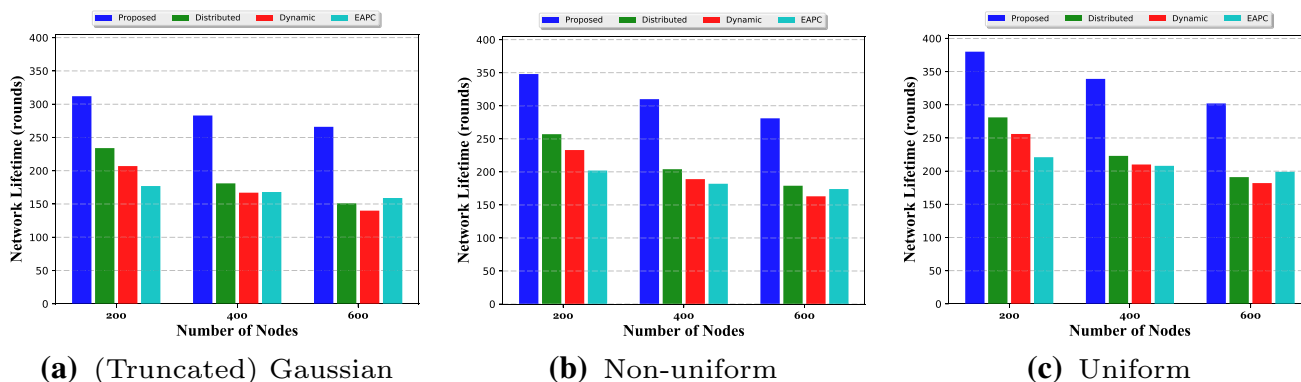 Proposed Distributed Dynamic EAPC
400
350
300
250
200
150
100
50
0
Network Lifetime (rounds)
200 400 600
Number of Nodes
(a) (Truncated) Gaussian
Proposed Distributed Dynamic EAPC
400
350
300
250
200
150
100
50
0
Network Lifetime (rounds)
200 400 600
Number of Nodes
(b) Non-uniform
Proposed Distributed Dynamic EAPC
400
350
300
250
200
150
100
50
0
Network Lifetime (rounds)
200 400 600
Number of Nodes
(c) Uniform